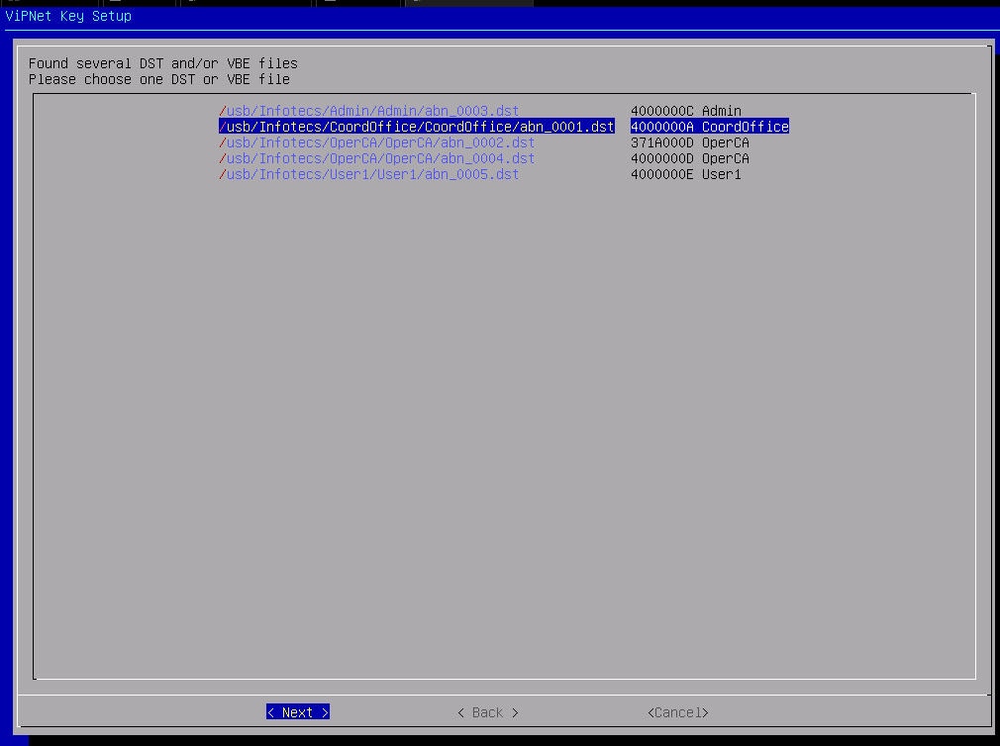 ViPNet Key Setup
Found several DST and/or VBE files
Please choose one DST or VBE file
/usb/Infotecs/Admin/Admin/abn_0003.dst 4000000C Admin
/usb/Infotecs/CoordOffice/CoordOffice/abn_0001.dst 4000000A CoordOffice
/usb/Infotecs/OperCA/OperCA/abn_0002.dst 371A000D OperCA
/usb/Infotecs/OperCA/OperCA/abn_0004.dst 4000000D OperCA
/usb/Infotecs/User1/User1/abn_0005.dst 4000000E User1
< Next > < Back > <Cancel>